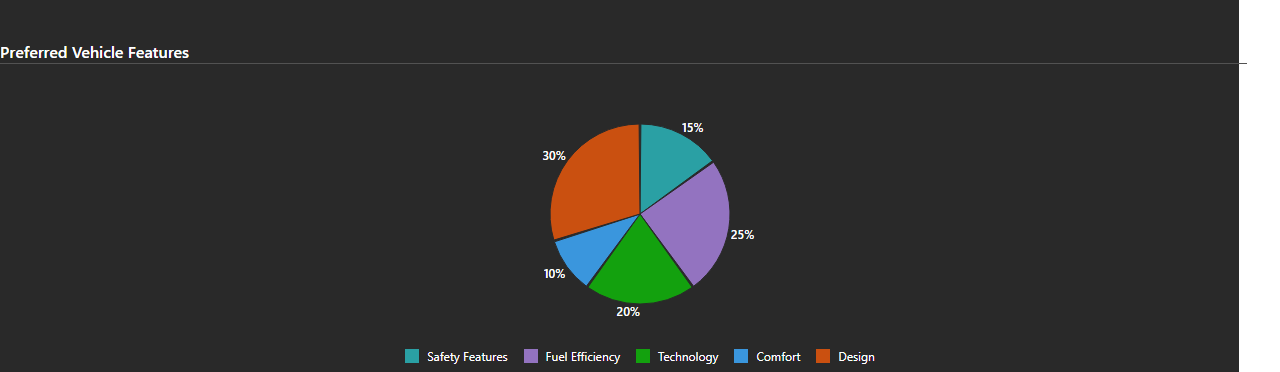 Preferred Vehicle Features
15%
30%
25%
10%
20%
Safety Features Fuel Efficiency Technology Comfort Design